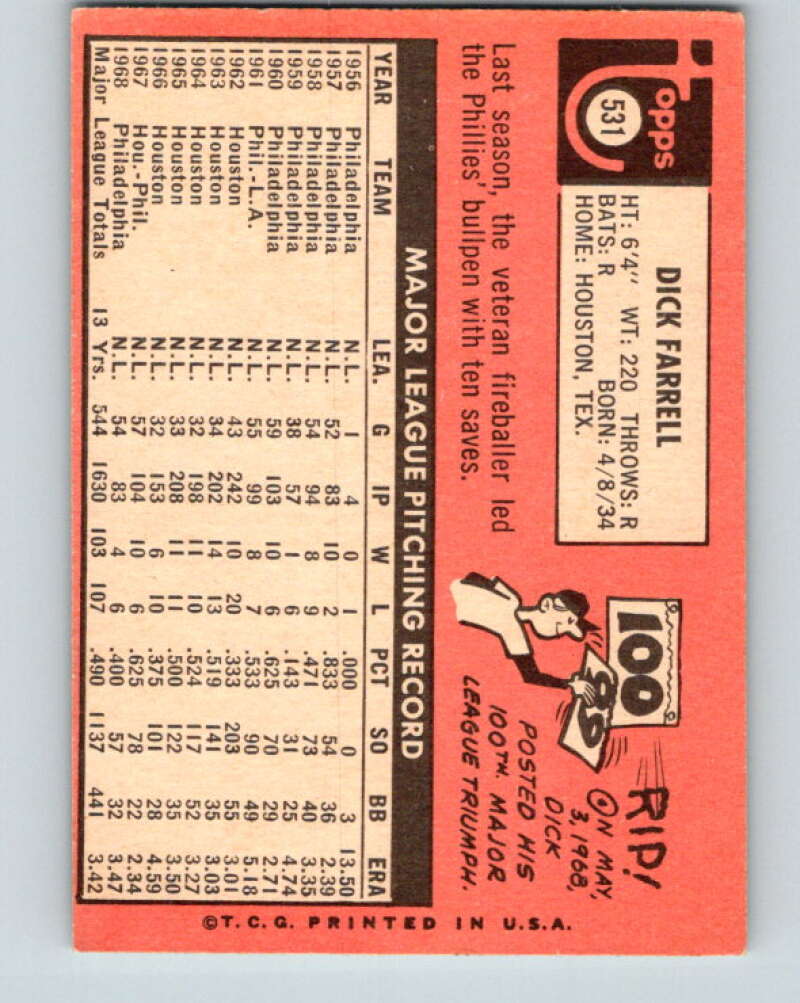 Topps
531
DICK FARRELL
HT: 6'4" WT: 220 THROWS: R
BATS: R BORN: 4/8/34
HOME: HOUSTON, TEX.
Last season, the veteran fireballer led
the Phillies' bullpen with ten saves.
100
99
RIP!
ON MAY,
3, 1968,
DICK
POSTED HIS
100TH. MAJOR
LEAGUE TRIUMPH.
MAJOR LEAGUE PITCHING RECORD
YEAR TEAM LEA. G IP W L PCT SO BB ERA
1956 Philadelphia N.L. 1 4 0 1 .000 0 3 13.50
1957 Philadelphia N.L. 52 83 10 2 .833 54 36 2.39
1958 Philadelphia N.L. 54 94 8 9 .471 73 40 3.35
1959 Philadelphia N.L. 38 57 1 6 .143 31 25 4.74
1960 Philadelphia N.L. 59 103 10 6 .625 70 29 2.71
1961 Phil.-L.A. N.L. 55 99 8 7 .533 90 49 5.18
1962 Houston N.L. 43 242 10 20 .333 203 55 3.01
1963 Houston N.L. 34 202 14 13 .519 141 35 3.03
1964 Houston N.L. 32 198 11 10 .524 117 52 3.27
1965 Houston N.L. 33 208 11 11 .500 122 35 3.50
1966 Houston N.L. 32 153 6 10 .375 101 28 4.59
1967 Hou.-Phil. N.L. 57 104 10 6 .625 78 22 2.34
1968 Philadelphia N.L. 54 83 4 6 .400 57 32 3.47
Major League Totals 13 Yrs. 544 1630 103 107 .490 1137 441 3.42
©T.C.G. PRINTED IN U.S.A.